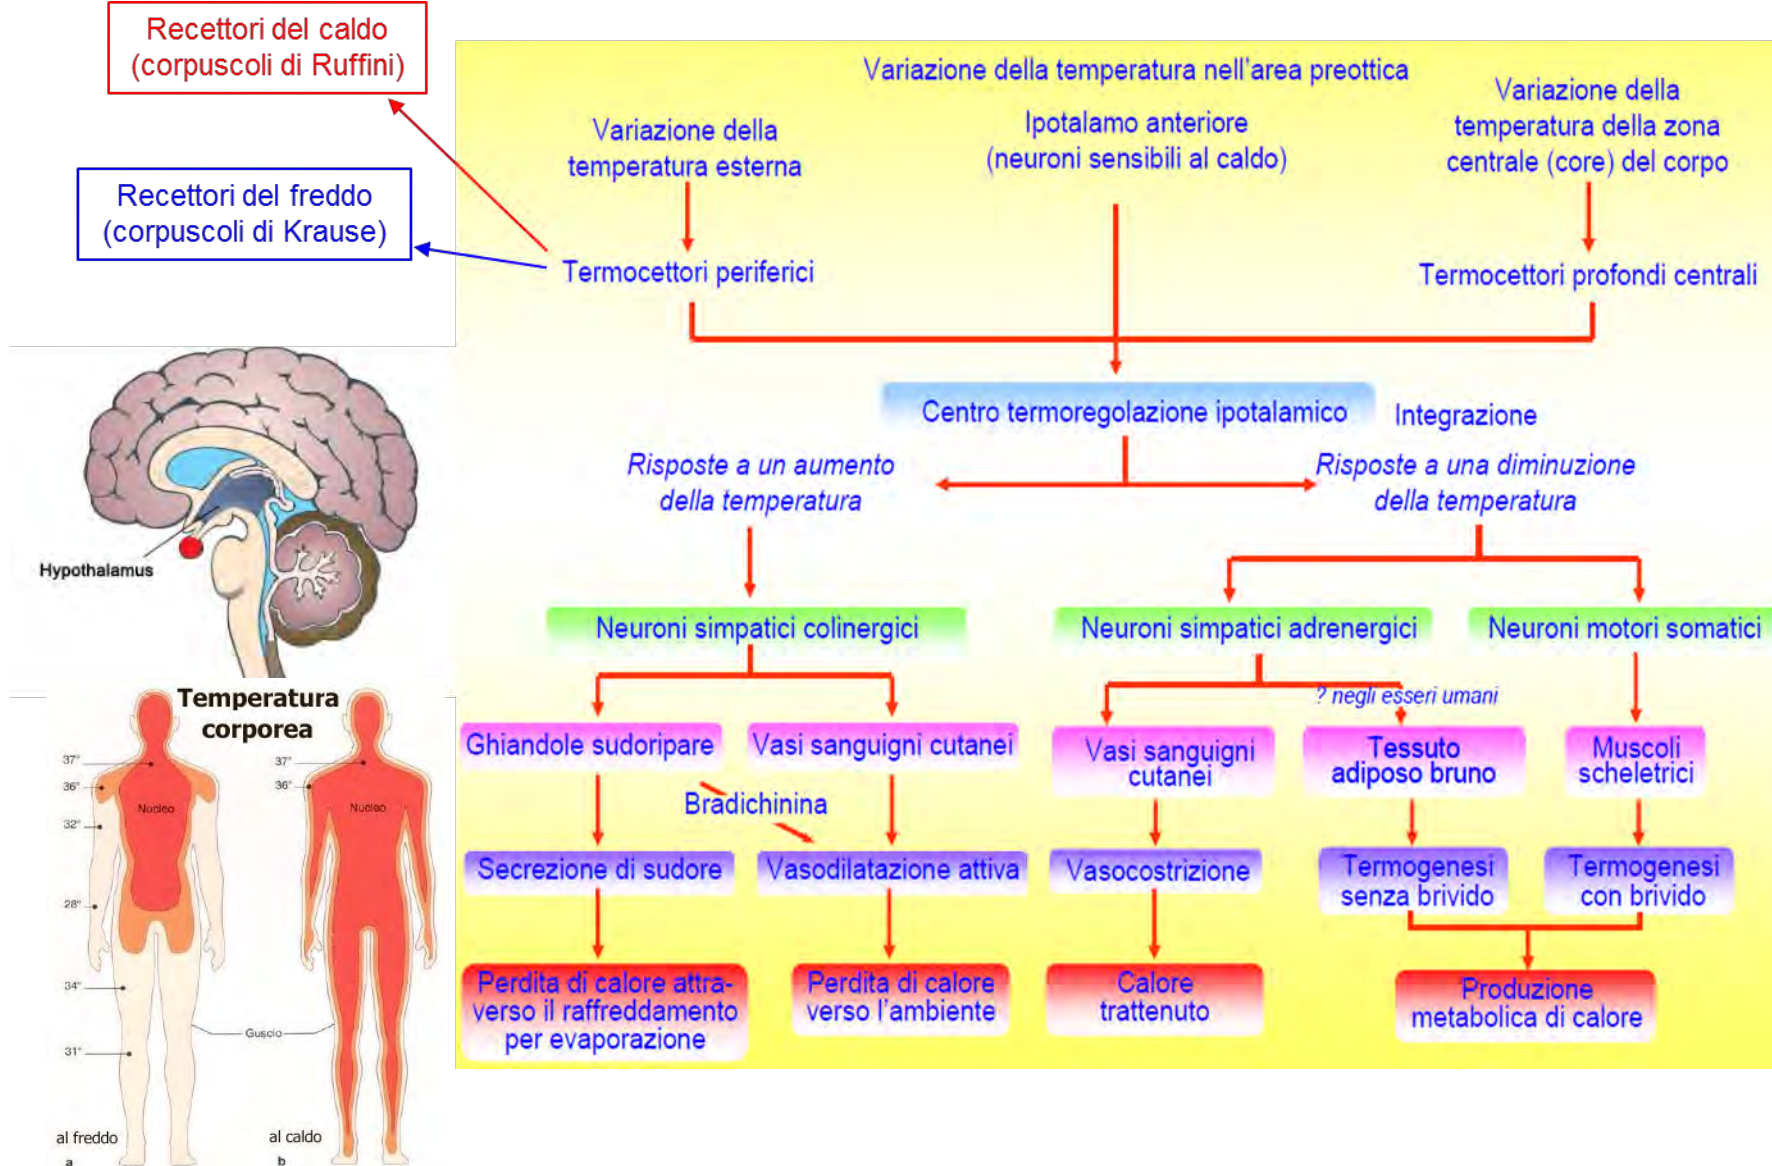 Recettori del caldo
(corpuscoli di Ruffini)
Recettori del freddo
(corpuscoli di Krause)
Variazione della temperatura nell'area preottica
Ipotalamo anteriore
(neuroni sensibili al caldo)
Variazione della
temperatura esterna
Variazione della
temperatura della zona
centrale (core) del corpo
Termocettori periferici
Termocettori profondi centrali
Centro termoregolazione ipotalamico
Integrazione
Risposte a un aumento
della temperatura
Risposte a una diminuzione
della temperatura
Neuroni simpatici colinergici
Neuroni simpatici adrenergici
Neuroni motori somatici
? negli esseri umani
Ghiandole sudoripare
Vasi sanguigni cutanei
Vasi sanguigni
cutanei
Tessuto
adiposo bruno
Muscoli
scheletrici
Bradichinina
Secrezione di sudore
Vasodilatazione attiva
Vasocostrizione
Termogenesi
senza brivido
Termogenesi
con brivido
Perdita di calore attra-
verso il raffreddamento
per evaporazione
Perdita di calore
verso l'ambiente
Calore
trattenuto
Produzione
metabolica di calore
Hypothalamus
Temperatura
corporea
37°
36°
32°
28°
34°
31°
Nucleo
37°
36°
Nucleo
Guscio
al freddo
a
al caldo
b